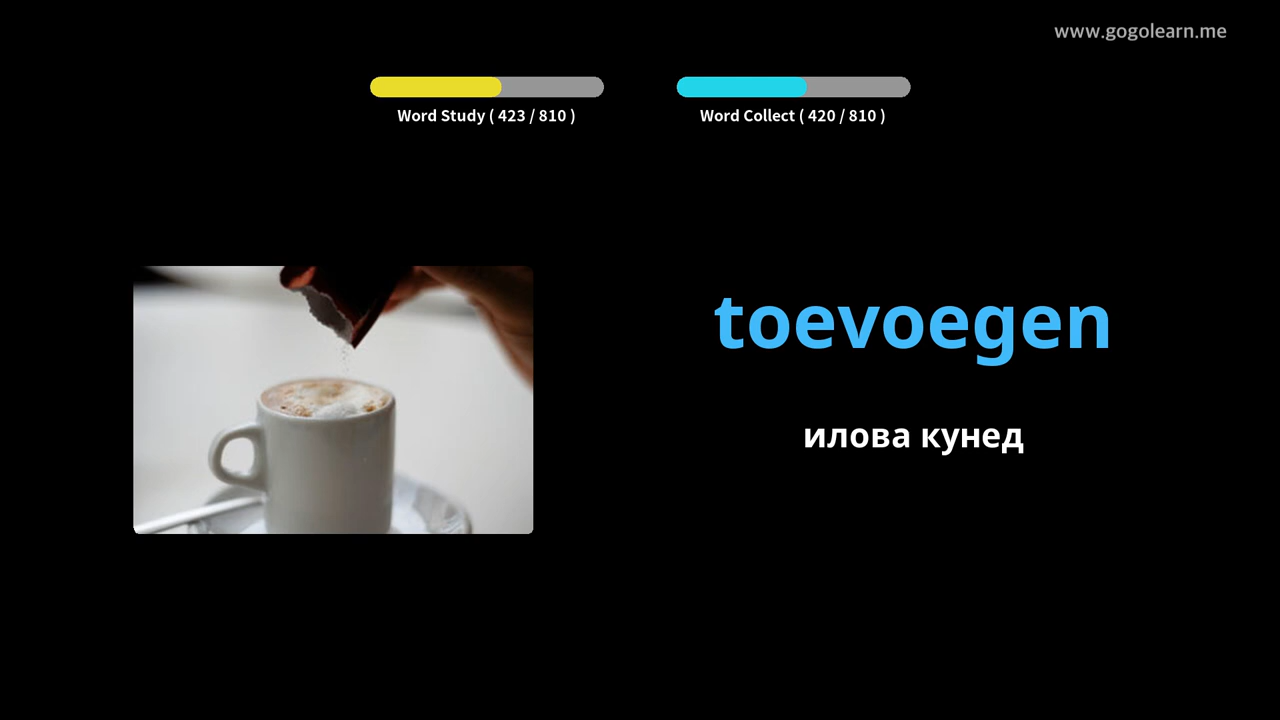 www.gogolearn.me
Word Study ( 423 / 810 )
Word Collect ( 420 / 810 )
toevoegen
илова кунед